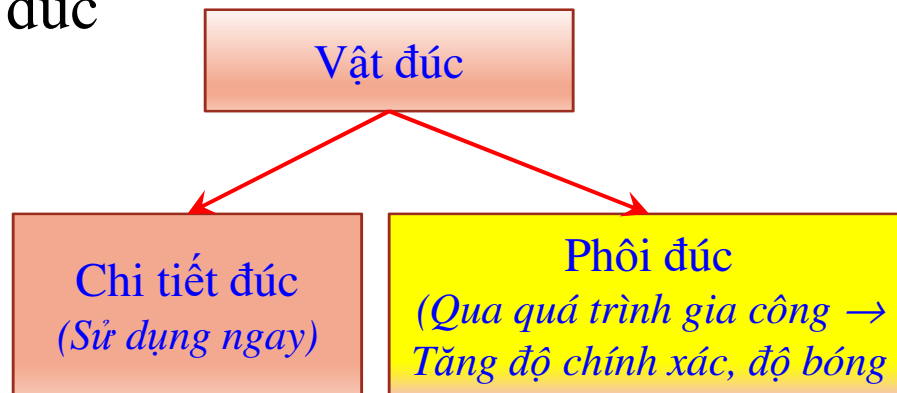 đúc
Vật đúc
Chi tiết đúc
(Sử dụng ngay)
Phôi đúc
(Qua quá trình gia công →
Tăng độ chính xác, độ bóng